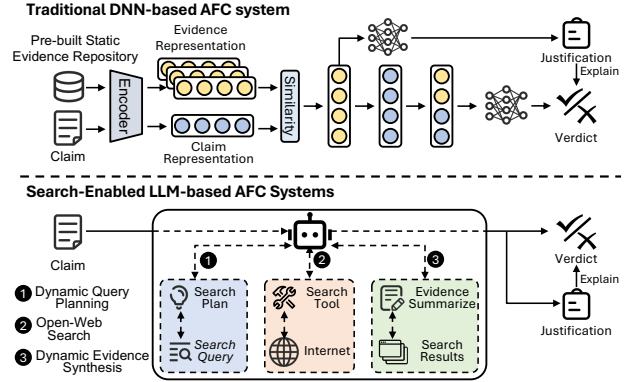 Traditional DNN-based AFC system
Pre-built Static
Evidence Repository
Evidence
Representation
Encoder
Similarity
Claim
Claim
Representation
Justification
Explain
Verdict
Search-Enabled LLM-based AFC Systems
Claim
Verdict
Explain
Justification
1 Dynamic Query
Planning
2 Open-Web
Search
3 Dynamic Evidence
Synthesis
1
2
3
Search
Plan
Search
Query
Search
Tool
Internet
Evidence
Summarize
Search
Results